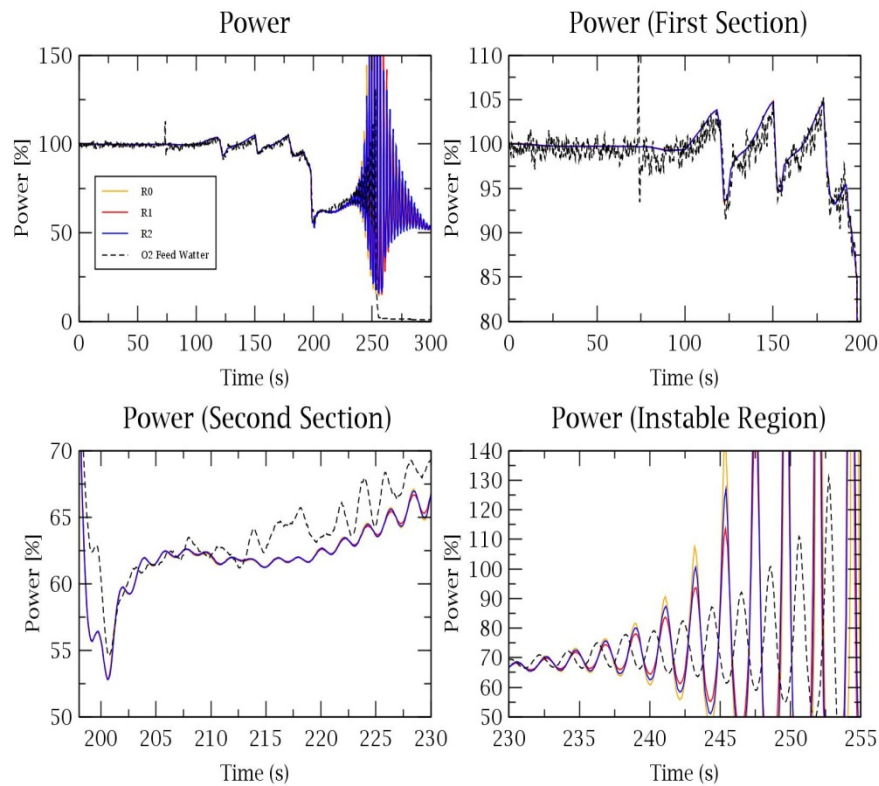 Power
Power (First Section)
150
100
50
0
Power [%]
R0
R1
R2
O2 Feed Watter
0 50 100 150 200 250 300
Time (s)
110
105
100
95
90
85
80
Power [%]
0 50 100 150 200
Time (s)
Power (Second Section)
Power (Instable Region)
70
65
60
55
50
Power [%]
200 205 210 215 220 225 230
Time (s)
140
130
120
110
100
90
80
70
60
50
Power [%]
230 235 240 245 250 255
Time (s)